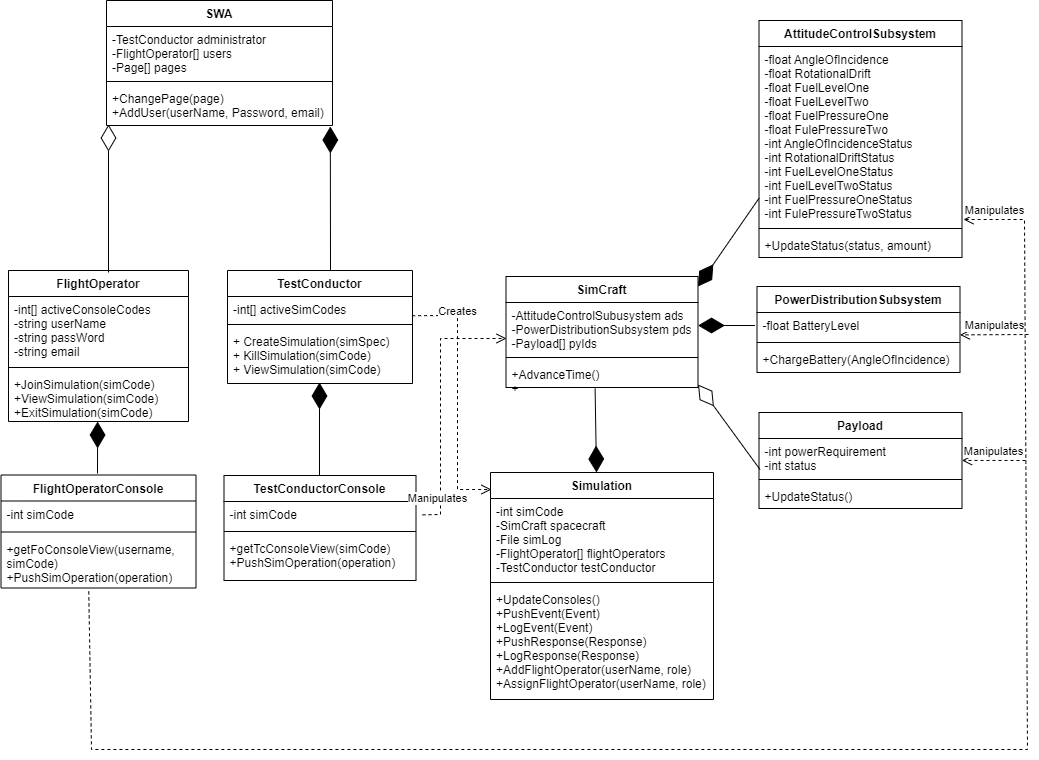 SWA
-TestConductor administrator
-FlightOperator[] users
-Page[] pages
+ChangePage(page)
+AddUser(userName, Password, email)
FlightOperator
-int[] activeConsoleCodes
-string userName
-string passWord
-string email
+JoinSimulation(simCode)
+ViewSimulation(simCode)
+ExitSimulation(simCode)
TestConductor
-int[] activeSimCodes
+ CreateSimulation(simSpec)
+ KillSimulation(simCode)
+ ViewSimulation(simCode)
Creates
FlightOperatorConsole
-int simCode
+getFoConsoleView(username,
simCode)
+PushSimOperation(operation)
TestConductorConsole
-int simCode
+getTcConsoleView(simCode)
+PushSimOperation(operation)
Manipulates
SimCraft
-AttitudeControlSubusystem ads
-PowerDistributionSubsystem pds
-Payload[] pylds
+AdvanceTime()
+
Simulation
-int simCode
-SimCraft spacecraft
-File simLog
-FlightOperator[] flightOperators
-TestConductor testConductor
+UpdateConsoles()
+PushEvent(Event)
+LogEvent(Event)
+PushResponse(Response)
+LogResponse(Response)
+AddFlightOperator(userName, role)
+AssignFlightOperator(userName, role)
AttitudeControlSubsystem
-float AngleOfIncidence
-float RotationalDrift
-float FuelLevelOne
-float FuelLevelTwo
-float FuelPressureOne
-float FulePressureTwo
-int AngleOfIncidenceStatus
-int RotationalDriftStatus
-int FuelLevelOneStatus
-int FuelLevelTwoStatus
-int FuelPressureOneStatus
-int FulePressureTwoStatus
+UpdateStatus(status, amount)
Manipulates
PowerDistributionSubsystem
-float BatteryLevel
+ChargeBattery(AngleOfIncidence)
Manipulates
Payload
-int powerRequirement
-int status
+UpdateStatus()
Manipulates